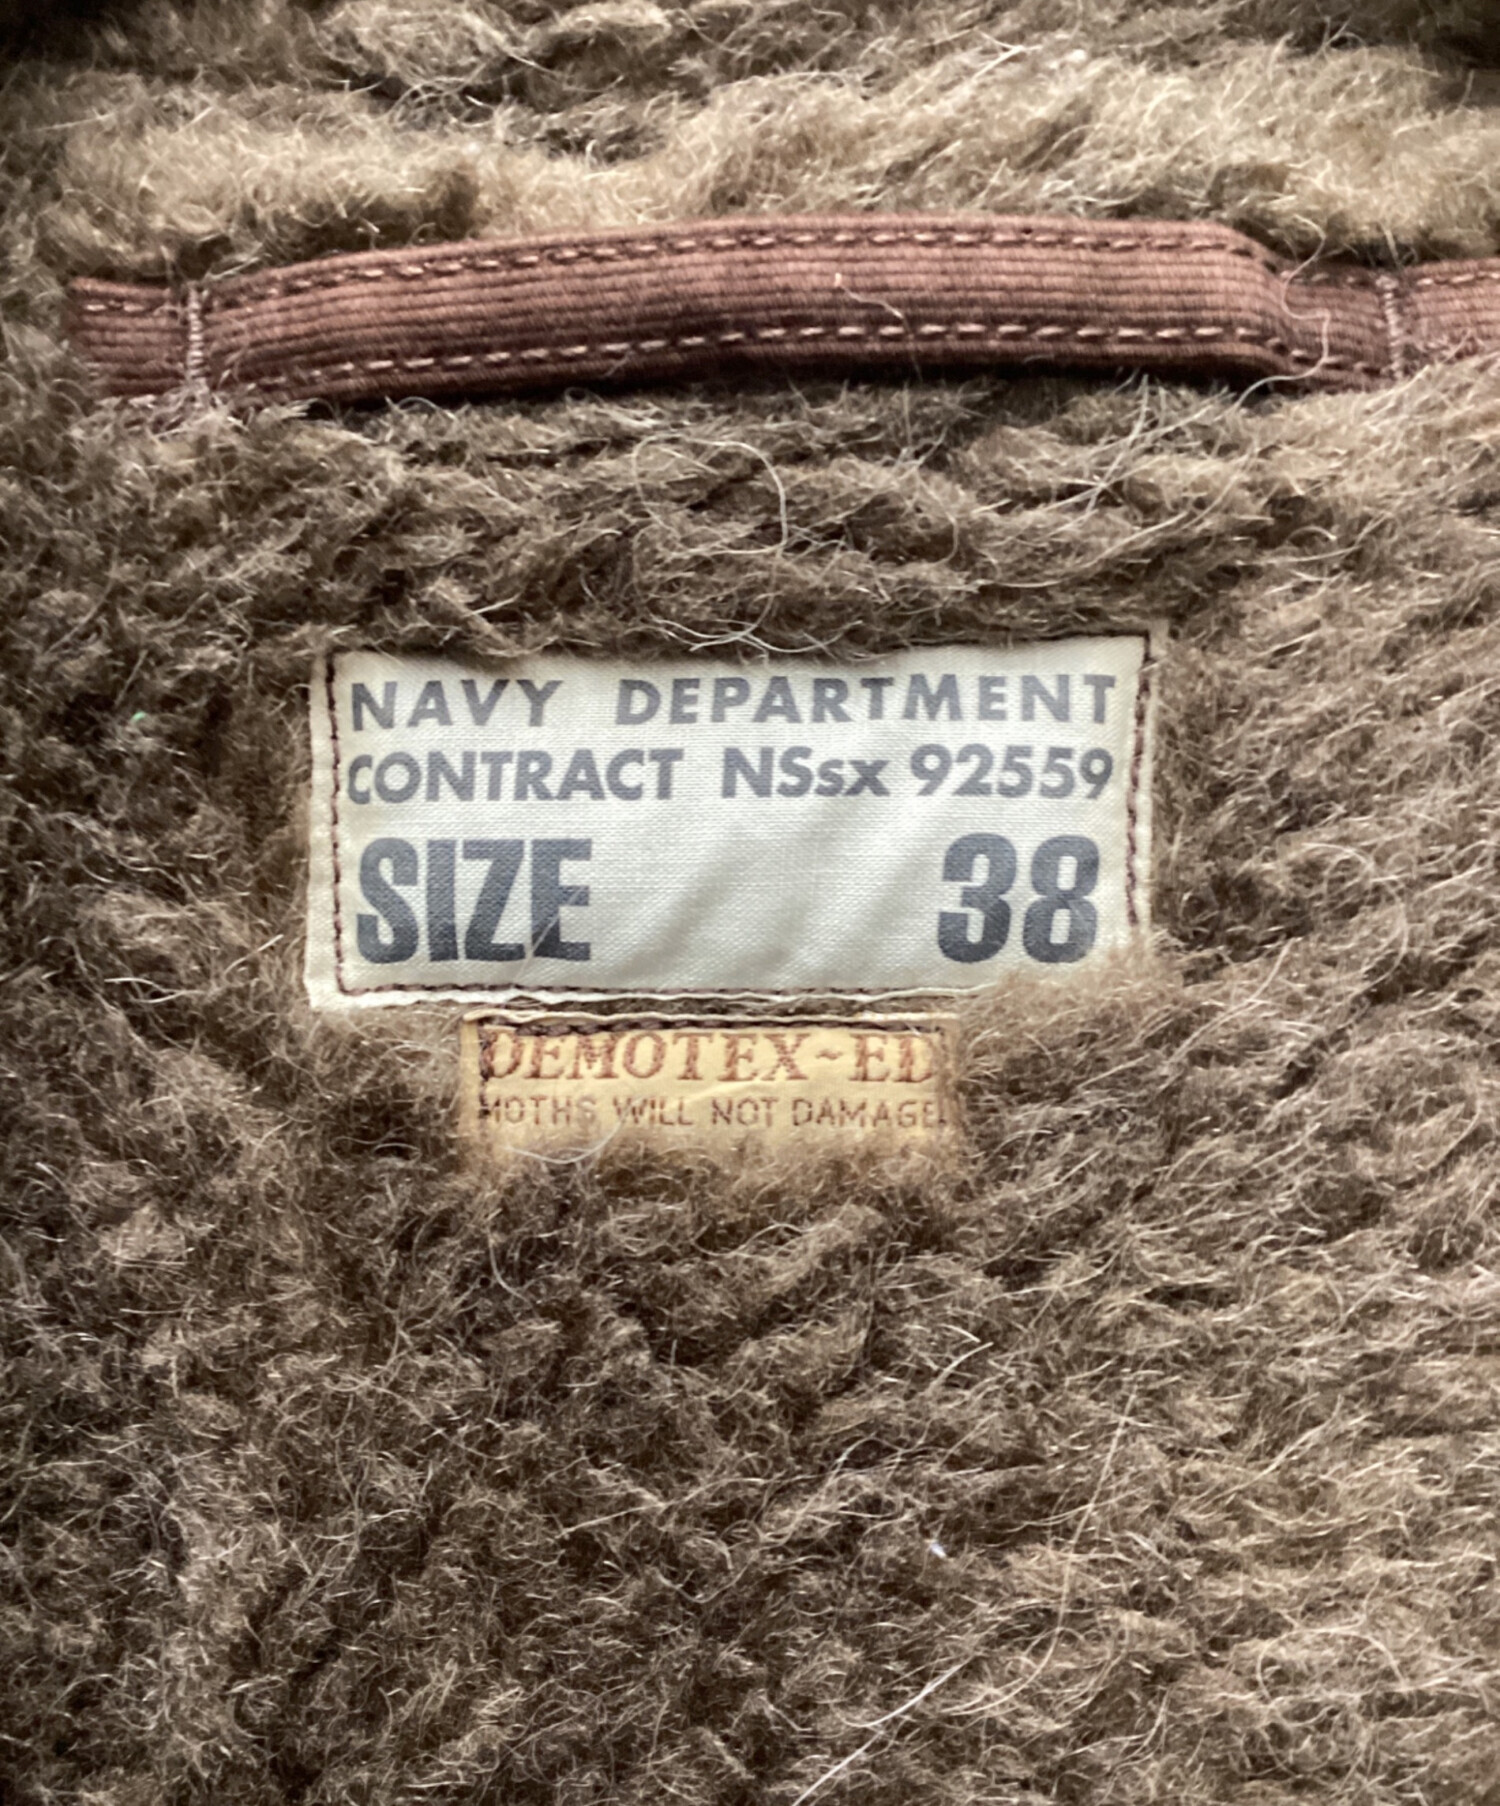 NAVY DEPARTMENT
CONTRACT NSsx 92559
SIZE 38
DEMOTEX~ED
MOTHS WILL NOT DAMAGE